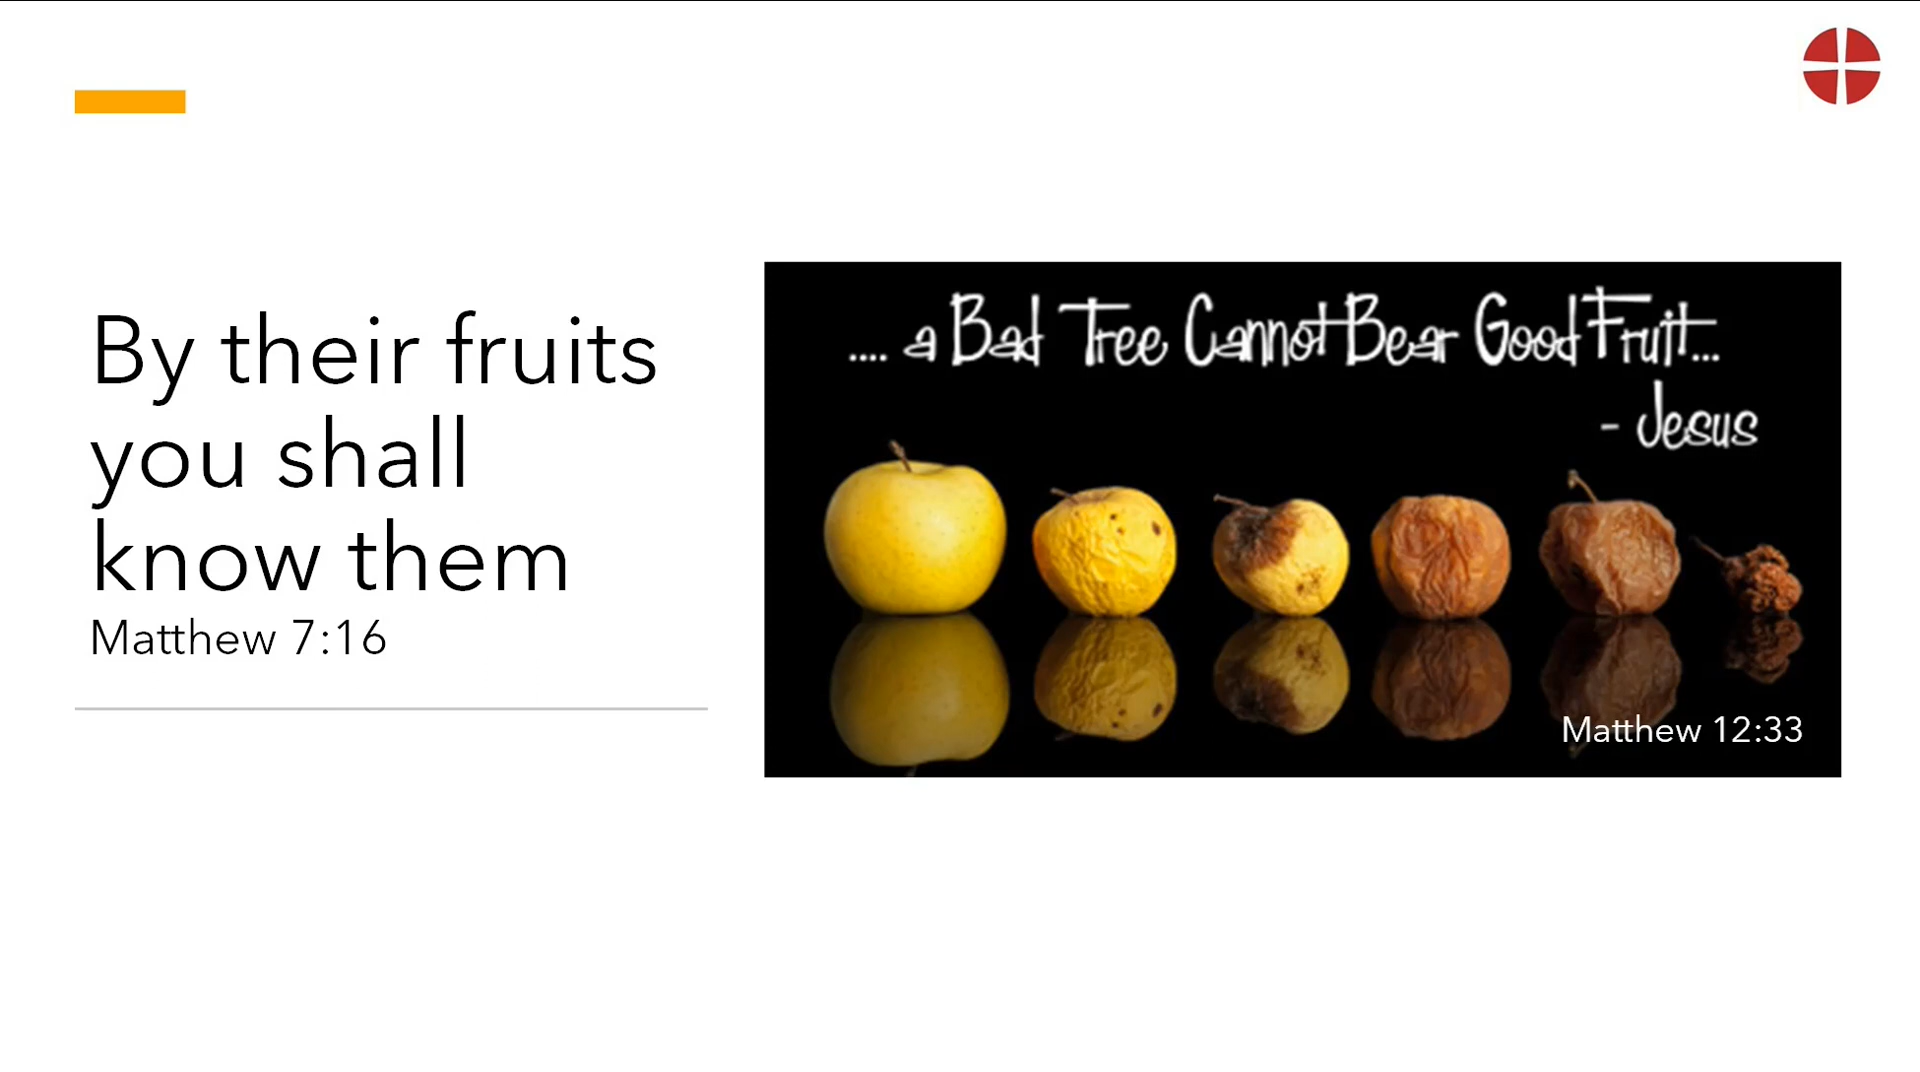 By their fruits
you shall
know them
Matthew 7:16
.... a Bad Tree Cannot Bear Good Fruit...
- Jesus
Matthew 12:33